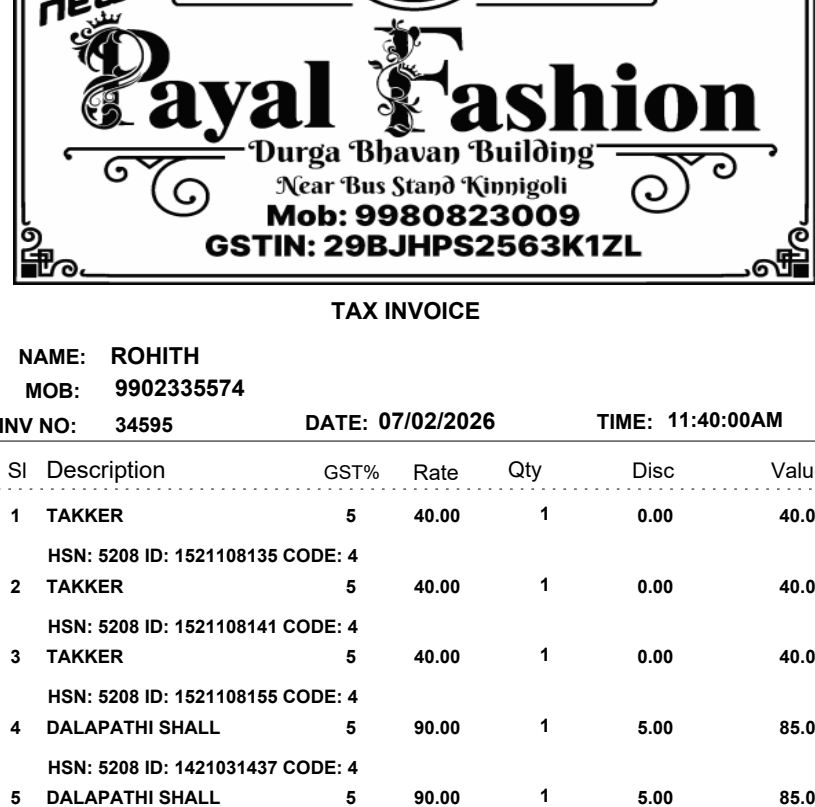 new
Payal Fashion
Durga Bhavan Building
Near Bus Stand Kinnigoli
Mob: 9980823009
GSTIN: 29BJHPS2563K1ZL
TAX INVOICE
NAME: ROHITH
MOB: 9902335574
INV NO: 34595 DATE: 07/02/2026 TIME: 11:40:00AM
Sl Description GST% Rate Qty Disc Valu
1 TAKKER 5 40.00 1 0.00 40.0
HSN: 5208 ID: 1521108135 CODE: 4
2 TAKKER 5 40.00 1 0.00 40.0
HSN: 5208 ID: 1521108141 CODE: 4
3 TAKKER 5 40.00 1 0.00 40.0
HSN: 5208 ID: 1521108155 CODE: 4
4 DALAPATHI SHALL 5 90.00 1 5.00 85.0
HSN: 5208 ID: 1421031437 CODE: 4
5 DALAPATHI SHALL 5 90.00 1 5.00 85.0